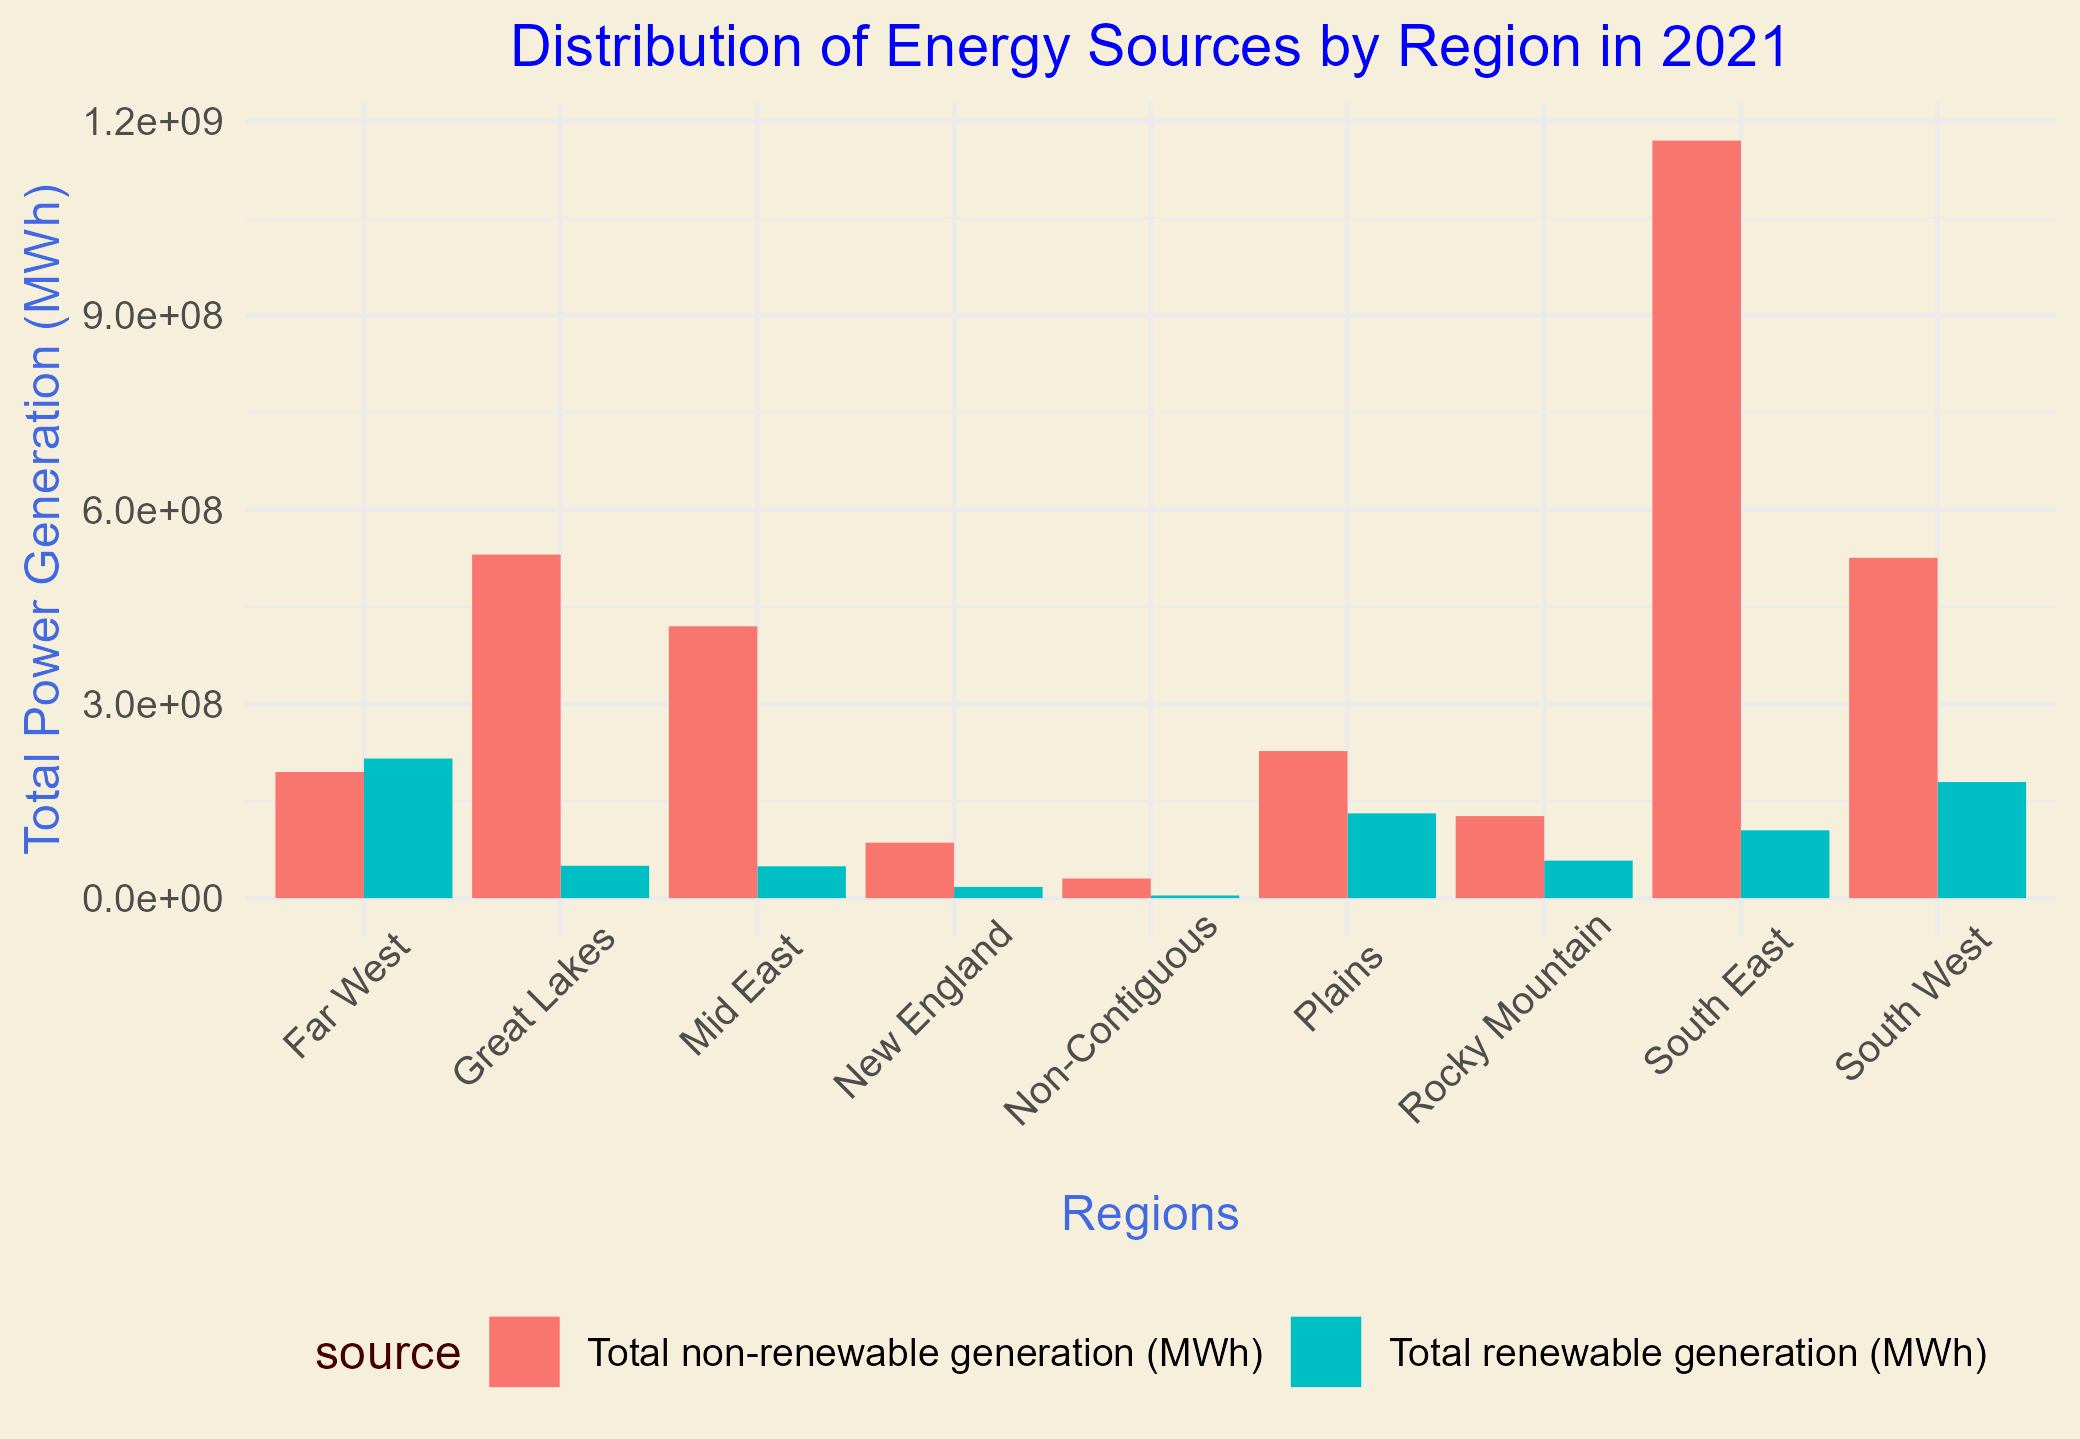 Distribution of Energy Sources by Region in 2021
Total Power Generation (MWh)
1.2e+09
9.0e+08
6.0e+08
3.0e+08
0.0e+00
Far West
Great Lakes
Mid East
New England
Non-Contiguous
Plains
Rocky Mountain
South East
South West
Regions
source
Total non-renewable generation (MWh)
Total renewable generation (MWh)